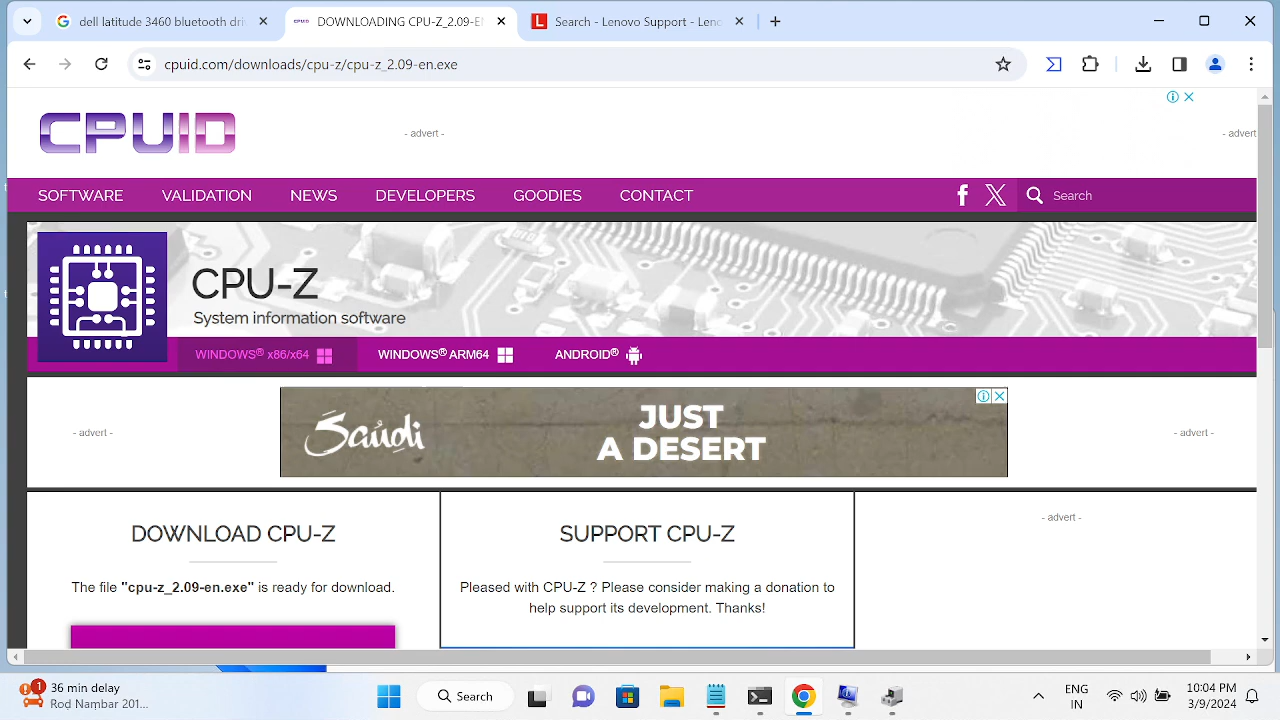 dell latitude 3460 bluetooth dri
DOWNLOADING CPU-Z_2.09-E
Search - Lenovo Support - Leno
cpuid.com/downloads/cpu-z/cpu-z_2.09-en.exe
CPUID
- advert -
- advert
SOFTWARE VALIDATION NEWS DEVELOPERS GOODIES CONTACT Search
CPU-Z
System information software
WINDOWS® x86/x64 WINDOWS® ARM64 ANDROID®
- advert -
Saudi
JUST
A DESERT
- advert -
DOWNLOAD CPU-Z
The file "cpu-z_2.09-en.exe" is ready for download.
SUPPORT CPU-Z
Pleased with CPU-Z ? Please consider making a donation to
help support its development. Thanks!
- advert -
1
36 min delay
Rd Nambar 201...
Search
ENG
IN
10:04 PM
3/9/2024